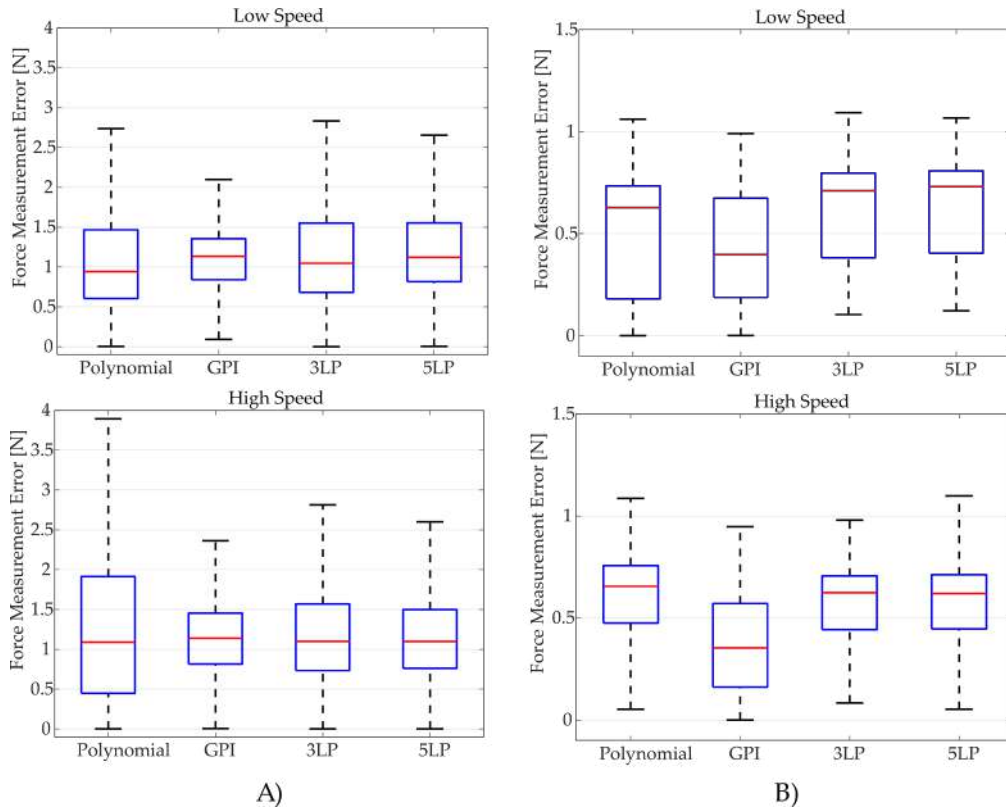 Low Speed
Force Measurement Error [N]
4
3.5
3
2.5
2
1.5
1
0.5
0
Polynomial GPI 3LP 5LP
High Speed
Force Measurement Error [N]
4
3.5
3
2.5
2
1.5
1
0.5
0
Polynomial GPI 3LP 5LP
A)
Low Speed
Force Measurement Error [N]
1.5
1
0.5
0
Polynomial GPI 3LP 5LP
High Speed
Force Measurement Error [N]
1.5
1
0.5
0
Polynomial GPI 3LP 5LP
B)